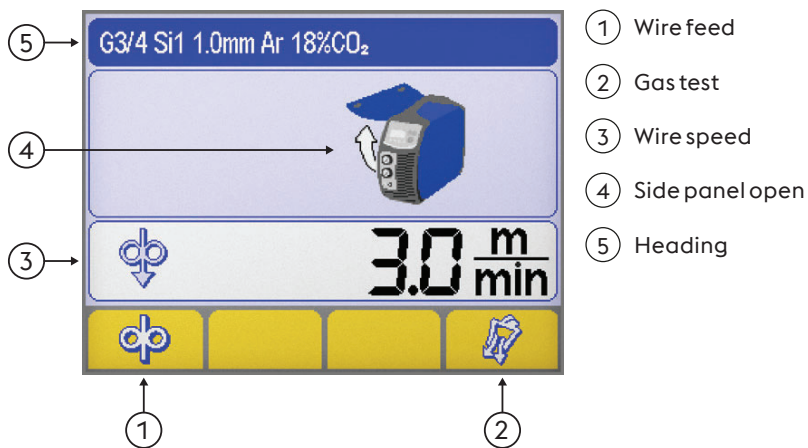 G3/4 Si1 1.0mm Ar 18%CO₂
3.0 m/min
5
4
3
1
2
1 Wire feed
2 Gas test
3 Wire speed
4 Side panel open
5 Heading